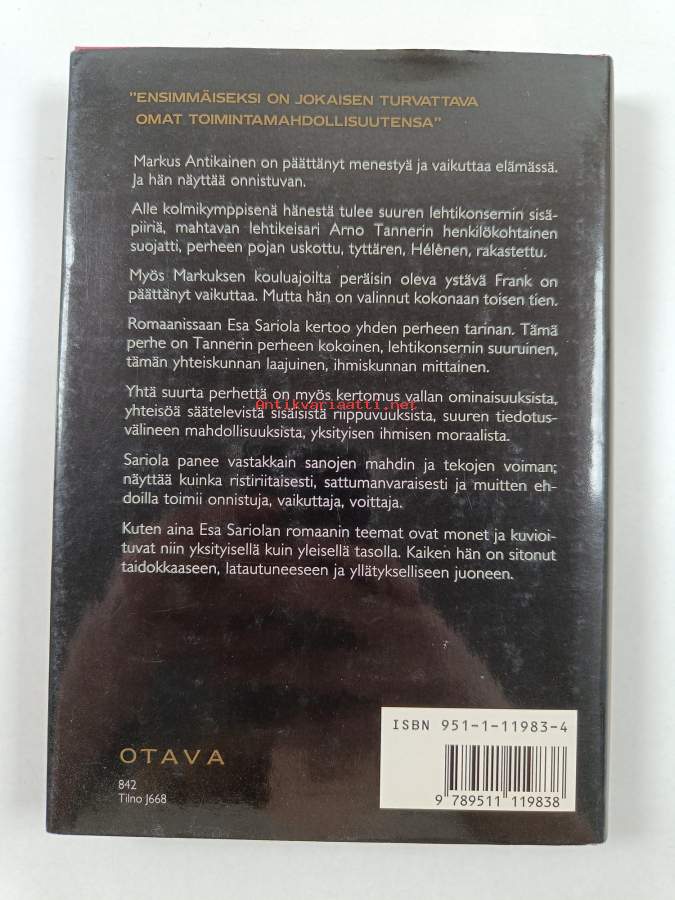 "ENSIMMÄISEKSI ON JOKAISEN TURVATTAVA
OMAT TOIMINTAMAHDOLLISUUTENSA"
Markus Antikainen on päättänyt menestyä ja vaikuttaa elämässä.
Ja hän näyttää onnistuvan.
Alle kolmikymppisenä hänestä tulee suuren lehtikonsernin sisä-
piiriä, mahtavan lehtikeisari Arno Tannerin henkilökohtainen
suojatti, perheen pojan uskottu, tyttären, Hélènen, rakastettu.
Myös Markuksen kouluajoilta peräisin oleva ystävä Frank on
päättänyt vaikuttaa. Mutta hän on valinnut kokonaan toisen tien.
Romaanissaan Esa Sariola kertoo yhden perheen tarinan. Tämä
perhe on Tannerin perheen kokoinen, lehtikonsernin suuruinen,
tämän yhteiskunnan laajuinen, ihmiskunnan mittainen.
Yhtä suurta perhettä on myös kertomus vallan ominaisuuksista,
Antikvariaatti.net
yhteisöä säätelevistä sisäisistä riippuvuuksista, suuren tiedotus-
välineen mahdollisuuksista, yksityisen ihmisen moraalista.
Sariola panee vastakkain sanojen mahdin ja tekojen voiman;
näyttää kuinka ristiriitaisesti, sattumanvaraisesti ja muitten eh-
doilla toimii onnistuja, vaikuttaja, voittaja.
Kuten aina Esa Sariolan romaanin teemat ovat monet ja kuvioi-
tuvat niin yksityisellä kuin yleisellä tasolla. Kaiken hän on sitonut
taidokkaaseen, latautuneeseen ja yllätykselliseen juoneen.
ISBN 951-1-11983-4
OTAVA
842
Tilno J668
9 789511 119838